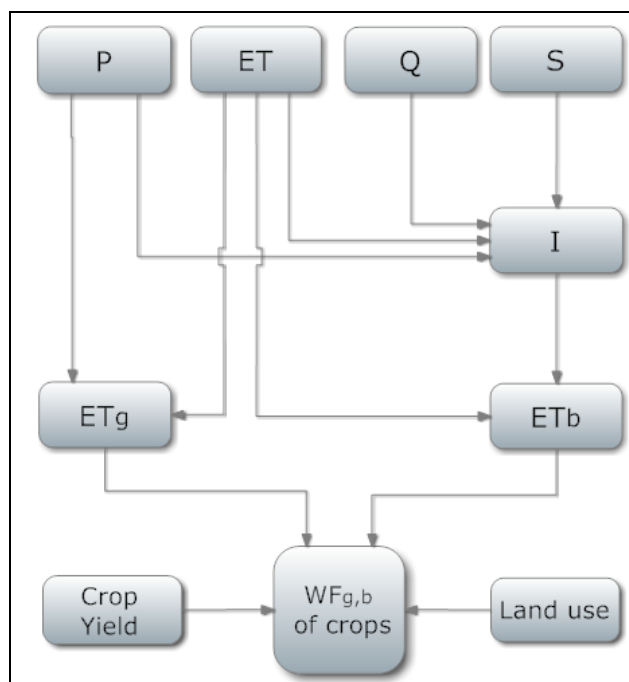 P
ET
Q
S
I
ETg
ETb
Crop
Yield
WFg,b
of crops
Land use